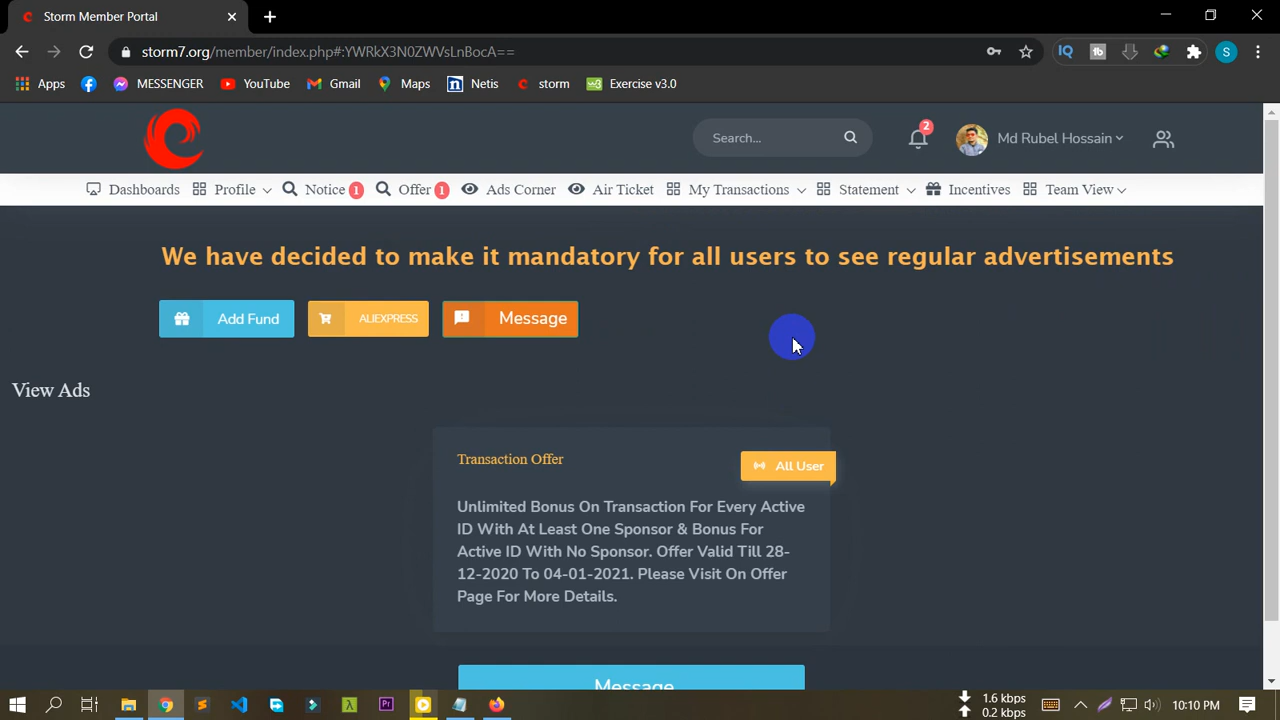 Storm Member Portal
storm7.org/member/index.php#:YWRkX3N0ZWVsLnBocA==
S
Apps MESSENGER YouTube Gmail Maps Netis storm Exercise v3.0
Search... 2 Md Rubel Hossain
Dashboards Profile Notice 1 Offer 1 Ads Corner Air Ticket My Transactions Statement Incentives Team View
We have decided to make it mandatory for all users to see regular advertisements
Add Fund ALIEXPRESS Message
View Ads
Transaction Offer All User
Unlimited Bonus On Transaction For Every Active
ID With At Least One Sponsor & Bonus For
Active ID With No Sponsor. Offer Valid Till 28-
12-2020 To 04-01-2021. Please Visit On Offer
Page For More Details.
Message
1.6 kbps
0.2 kbps
10:10 PM